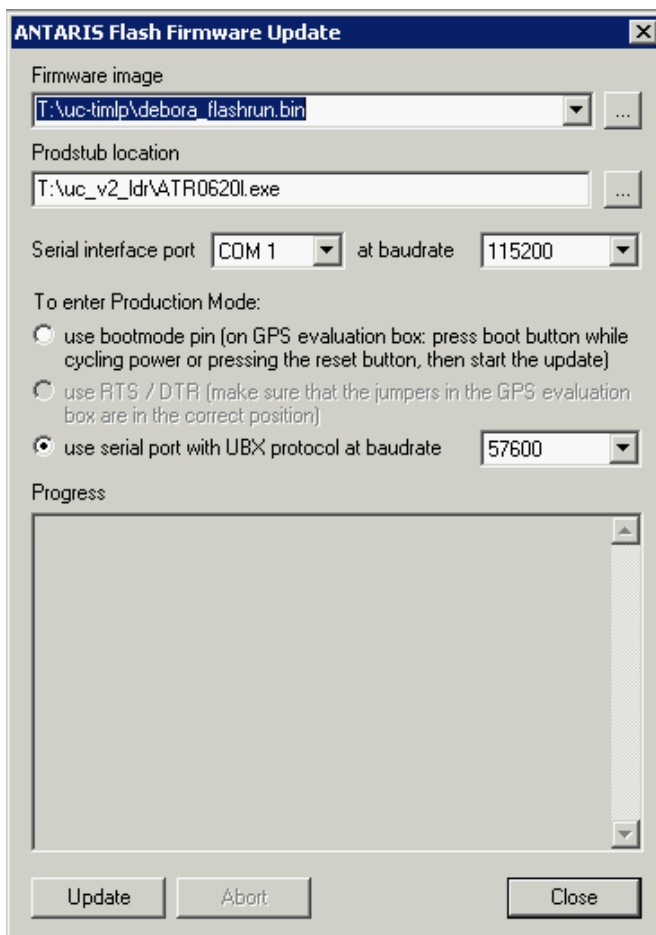 ANTARIS Flash Firmware Update
Firmware image
T:\uc-timlp\debora_flashrun.bin
...
Prodstub location
T:\uc_v2_ldr\ATR0620l.exe
...
Serial interface port COM 1 at baudrate 115200
To enter Production Mode:
use bootmode pin (on GPS evaluation box: press boot button while
cycling power or pressing the reset button, then start the update)
use RTS / DTR (make sure that the jumpers in the GPS evaluation
box are in the correct position)
use serial port with UBX protocol at baudrate 57600
Progress
Update Abort Close